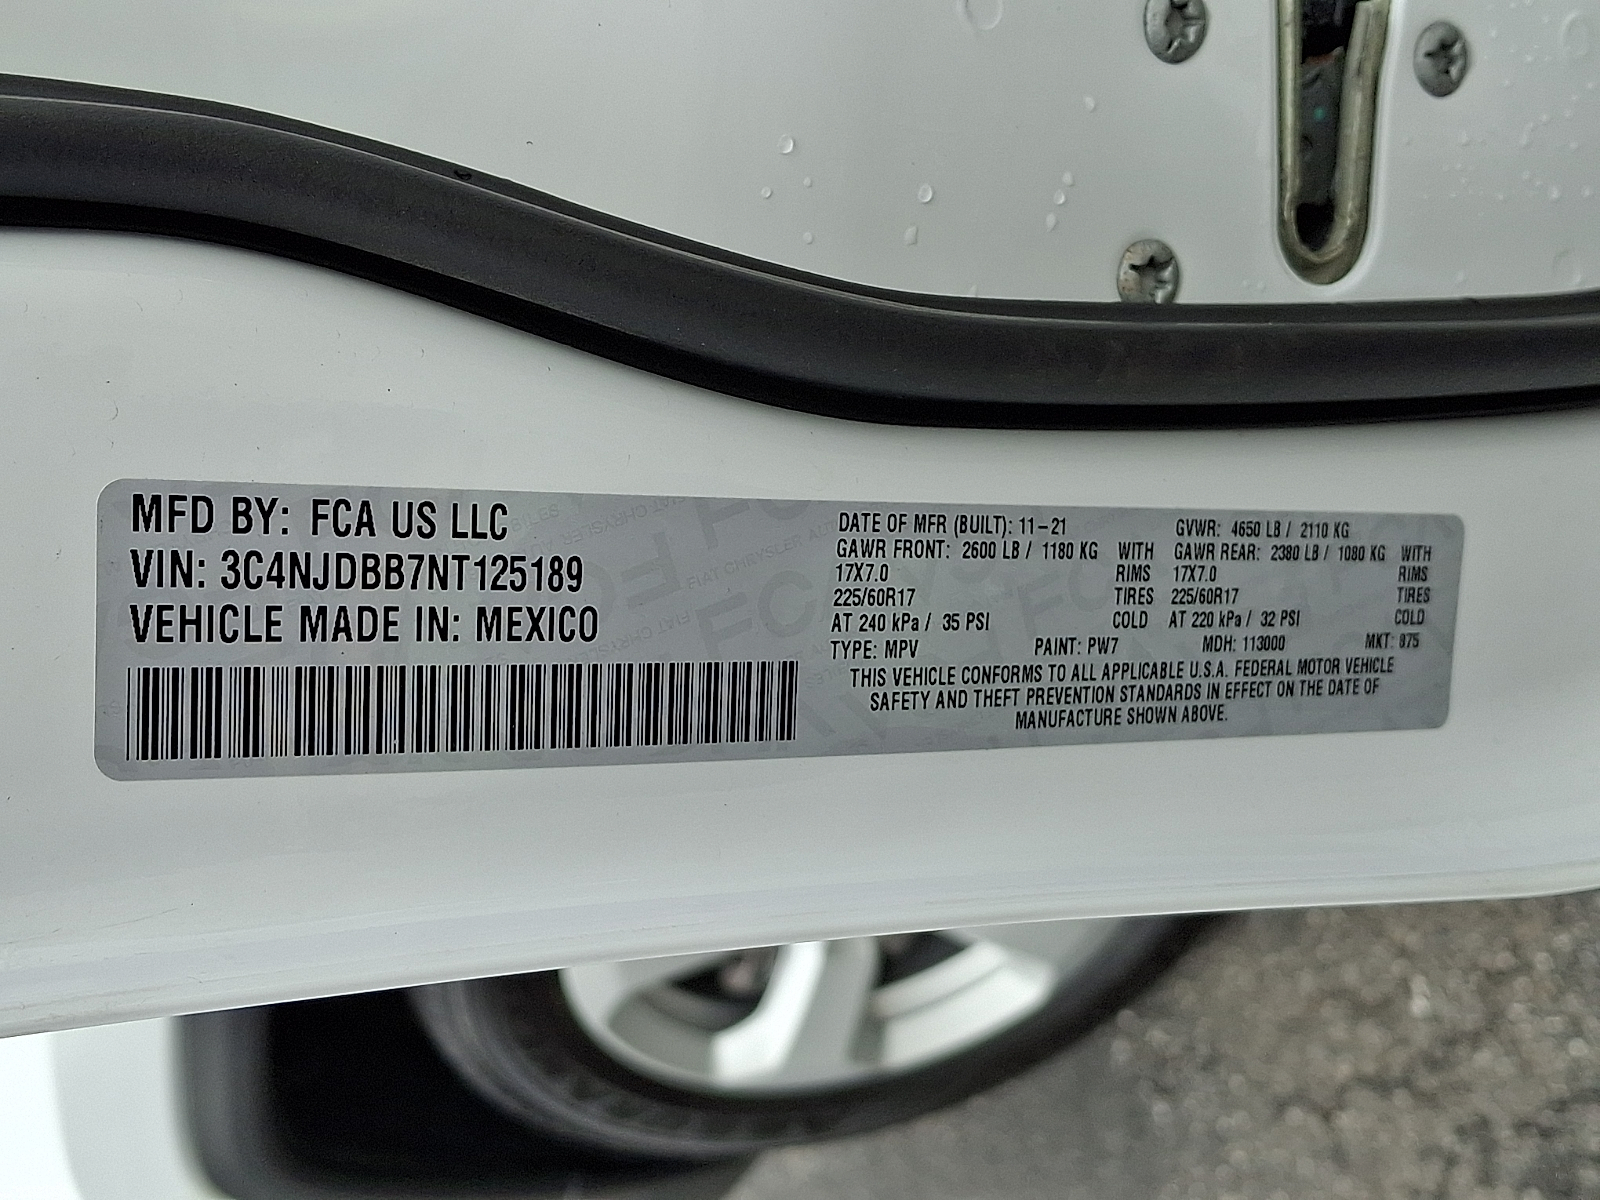 MFD BY: FCA US LLC
VIN: 3C4NJDBB7NT125189
VEHICLE MADE IN: MEXICO
DATE OF MFR (BUILT): 11-21 GVWR: 4650 LB / 2110 KG
GAWR FRONT: 2600 LB / 1180 KG WITH GAWR REAR: 2380 LB / 1080 KG WITH
17X7.0 RIMS 17X7.0 RIMS
225/60R17 TIRES 225/60R17 TIRES
AT 240 kPa / 35 PSI COLD AT 220 kPa / 32 PSI COLD
TYPE: MPV PAINT: PW7 MDH: 113000 MKT: 875
THIS VEHICLE CONFORMS TO ALL APPLICABLE U.S.A. FEDERAL MOTOR VEHICLE
SAFETY AND THEFT PREVENTION STANDARDS IN EFFECT ON THE DATE OF
MANUFACTURE SHOWN ABOVE.